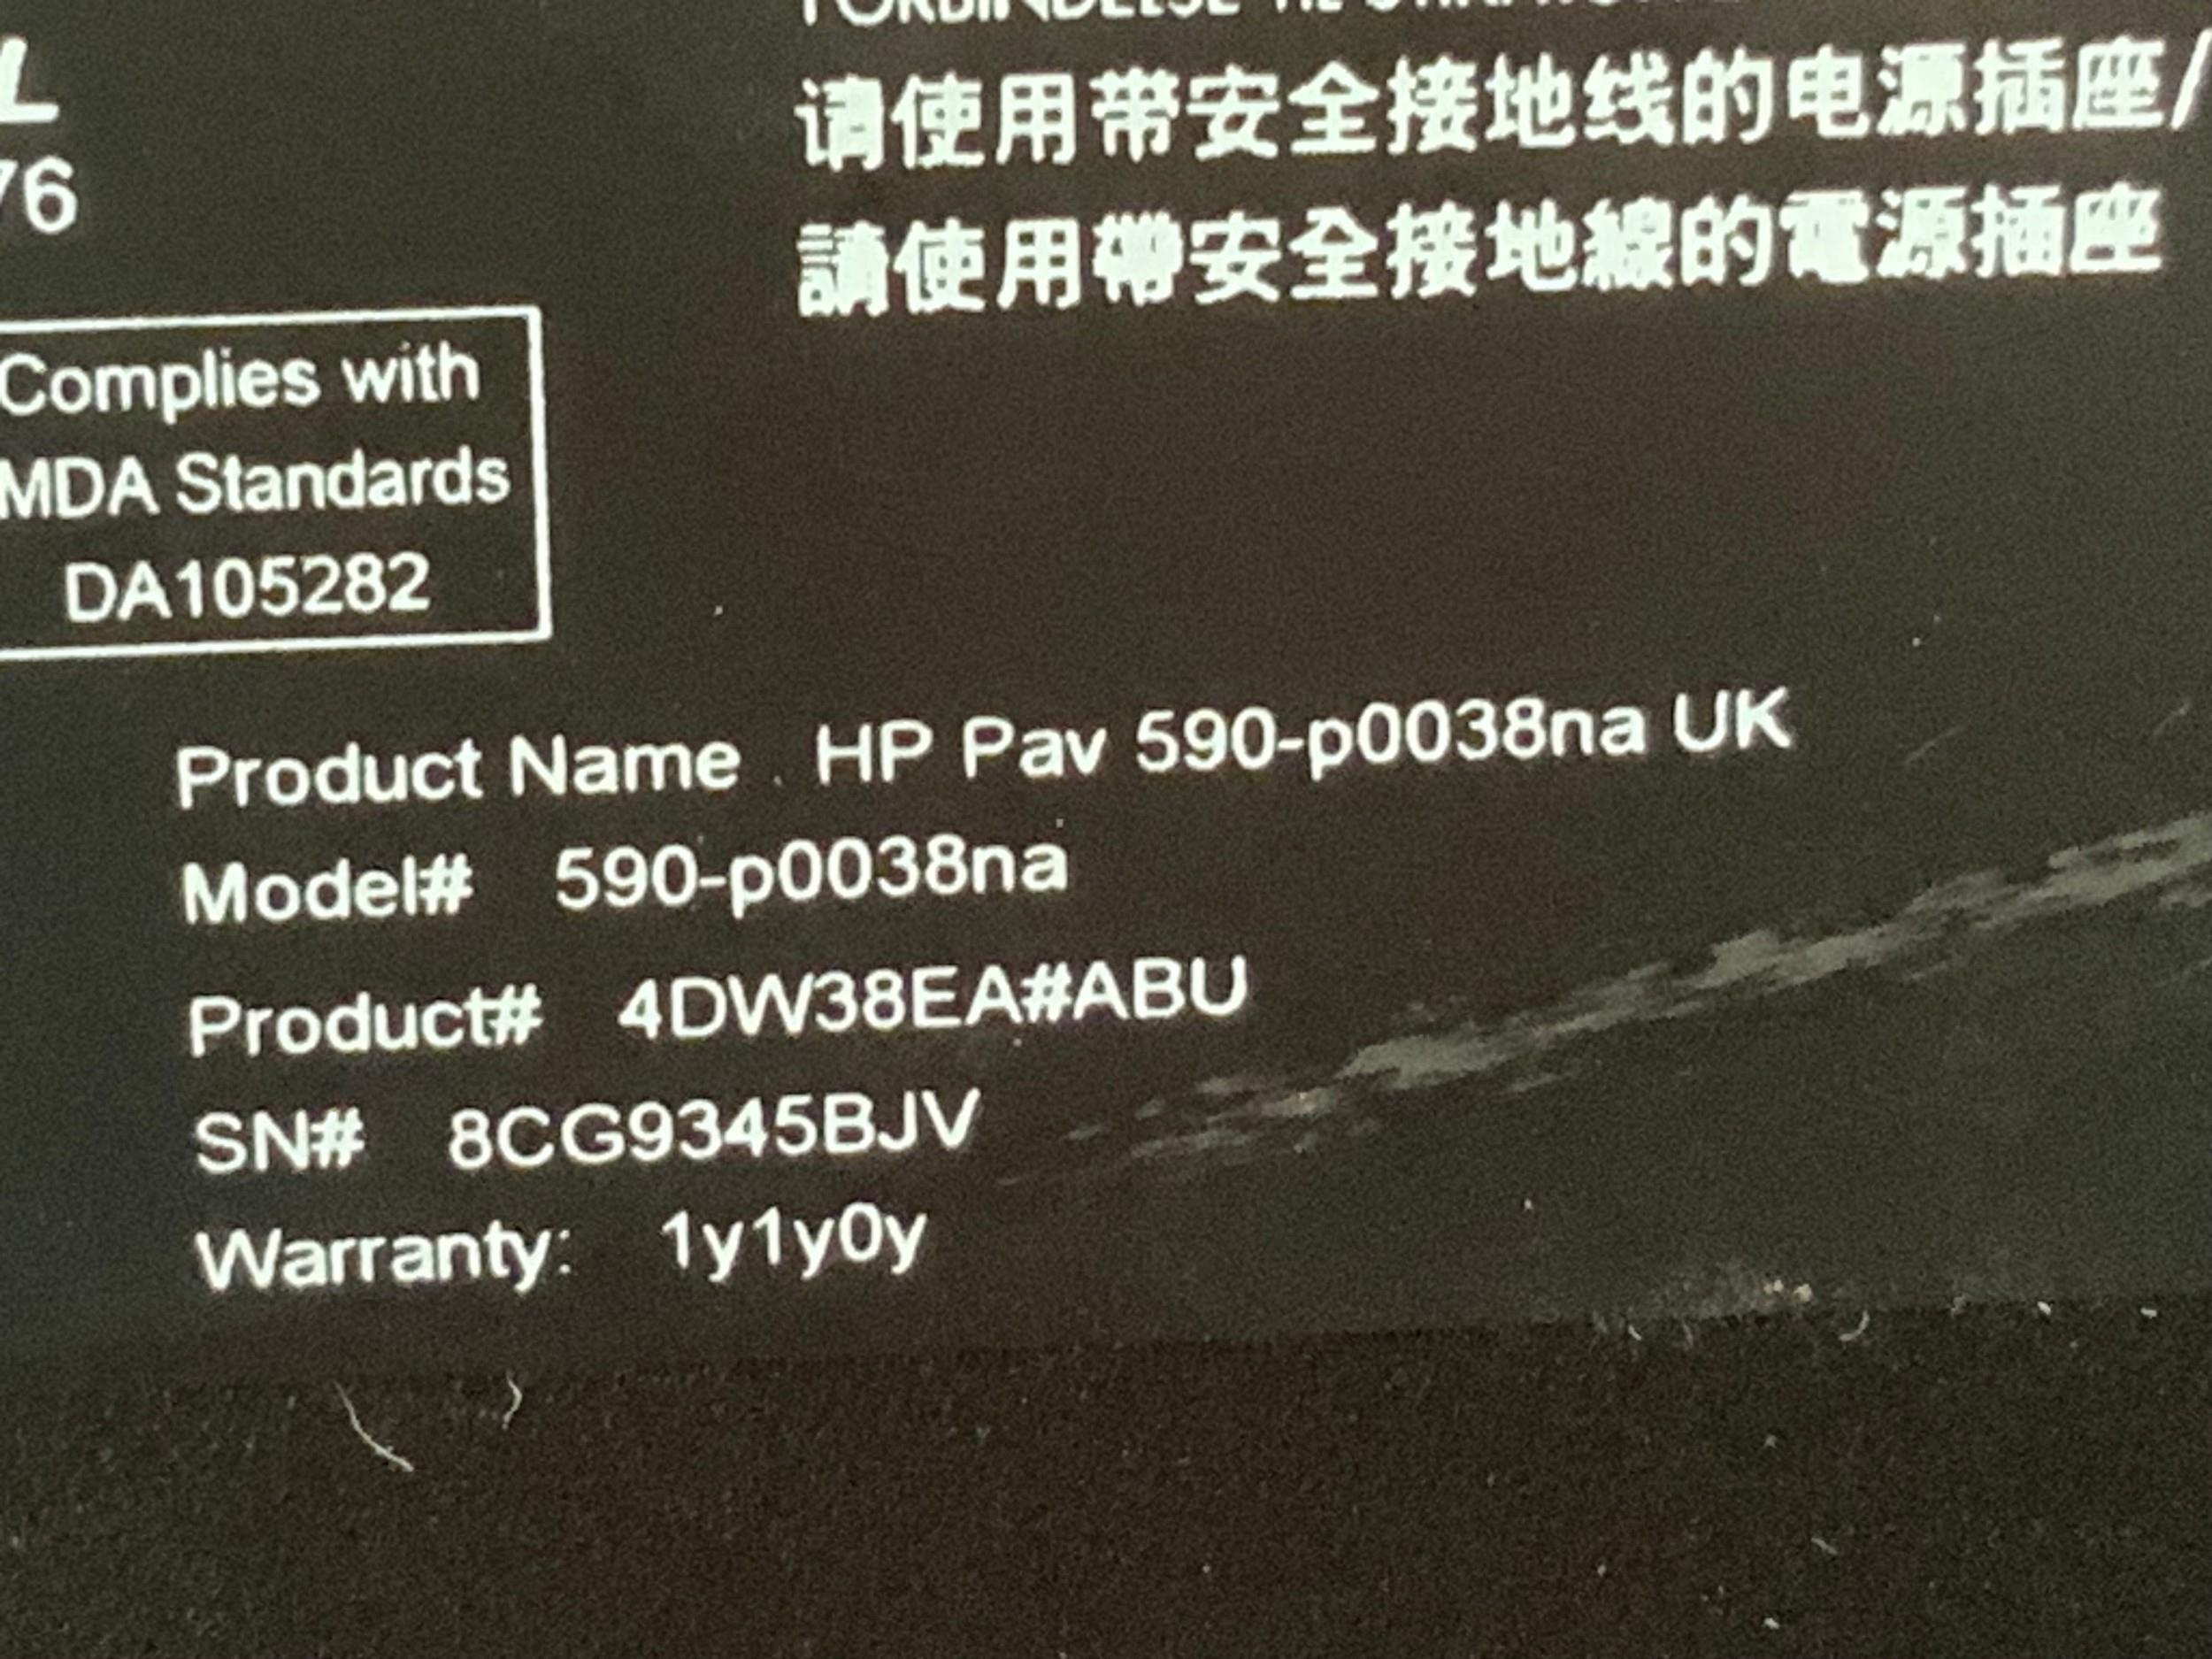 L
76
请使用带安全接地线的电源插座/
請使用帶安全接地線的電源插座
Complies with
MDA Standards
DA105282
Product Name : HP Pav 590-p0038na UK
Model# 590-p0038na
Product# 4DW38EA#ABU
SN# 8CG9345BJV
Warranty: 1y1y0y